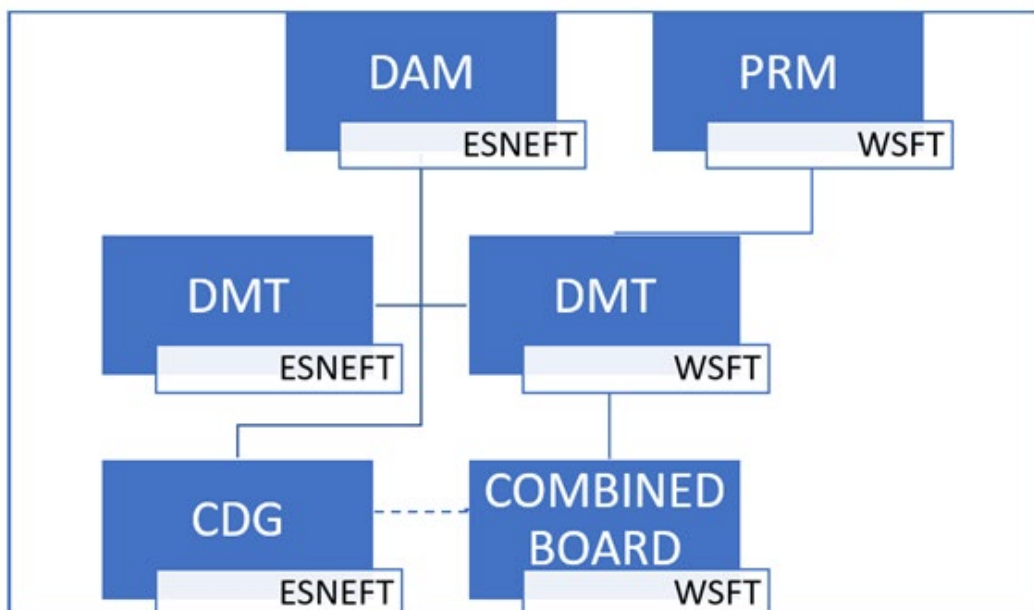 DAM
ESNEFT
PRM
WSFT
DMT
ESNEFT
DMT
WSFT
CDG
ESNEFT
COMBINED
BOARD
WSFT